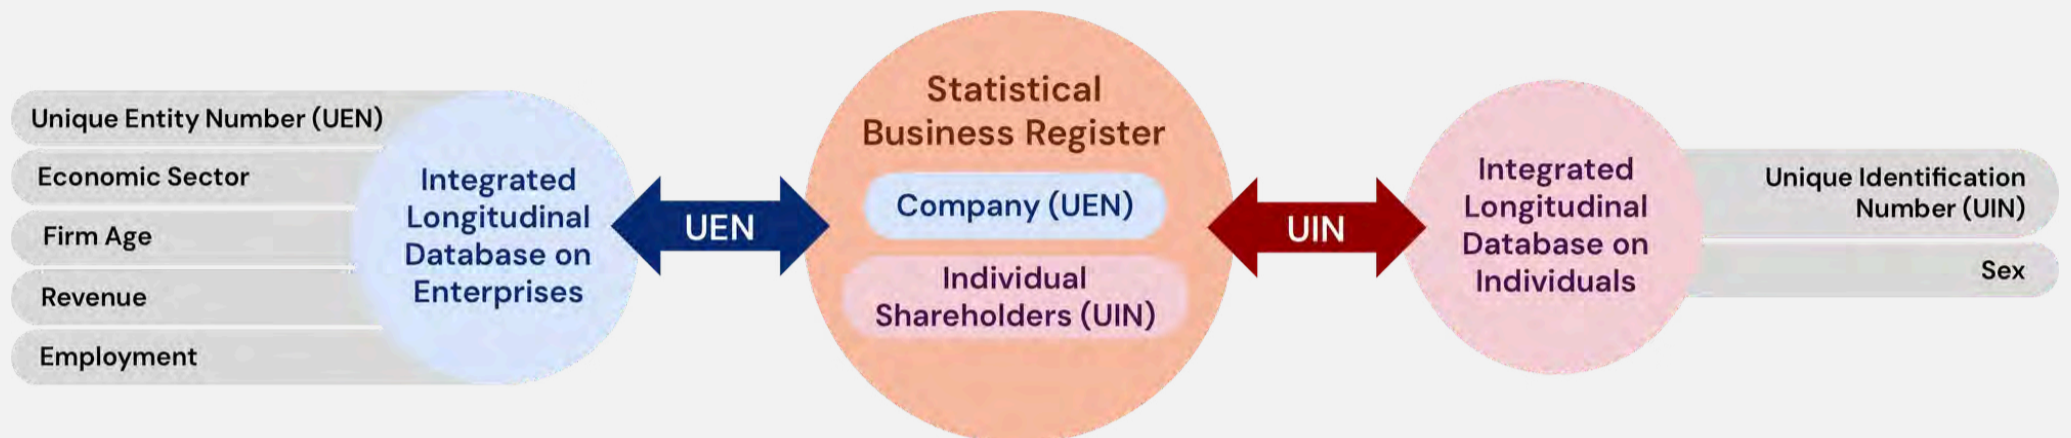 Unique Entity Number (UEN)
Economic Sector
Firm Age
Revenue
Employment
Integrated
Longitudinal
Database on
Enterprises
UEN
Statistical
Business Register
Company (UEN)
Individual
Shareholders (UIN)
UIN
Integrated
Longitudinal
Database on
Individuals
Unique Identification
Number (UIN)
Sex